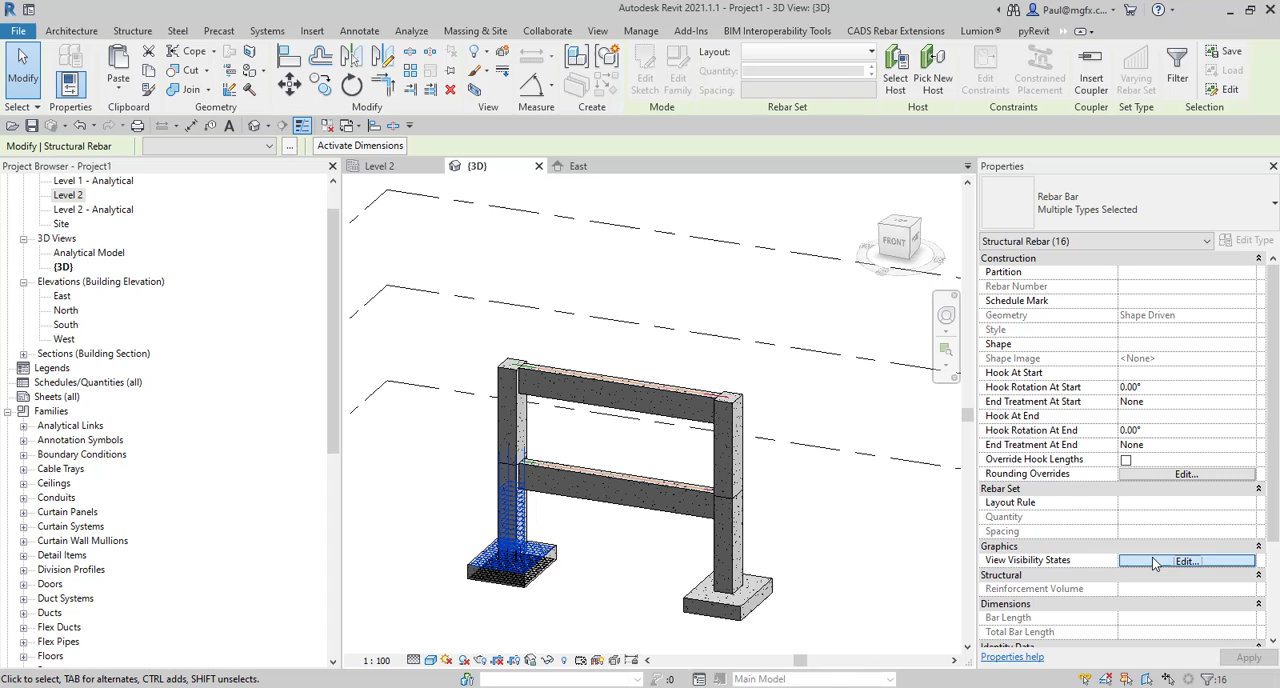 Autodesk Revit 2021.1.1 - Project1 - 3D View: {3D}
Paul@mgfx.c...
File Architecture Structure Steel Precast Systems Insert Annotate Analyze Massing & Site Collaborate View Manage Add-Ins BIM Interoperability Tools CADS Rebar Extensions Lumion® pyRevit
Modify
Select
Properties
Paste
Clipboard
Cope
Cut
Join
Geometry
Modify
View
Measure
Create
Edit Sketch
Edit Family
Mode
Layout:
Quantity:
Spacing:
Rebar Set
Select Host
Pick New Host
Host
Edit Constraints
Constrained Placement
Constraints
Insert Coupler
Coupler
Varying Rebar Set
Set Type
Filter
Save
Load
Edit
Selection
Modify | Structural Rebar
Activate Dimensions
Project Browser - Project1
Level 1 - Analytical
Level 2
Level 2 - Analytical
Site
3D Views
Analytical Model
{3D}
Elevations (Building Elevation)
East
North
South
West
Sections (Building Section)
Legends
Schedules/Quantities (all)
Sheets (all)
Families
Analytical Links
Annotation Symbols
Boundary Conditions
Cable Trays
Ceilings
Conduits
Curtain Panels
Curtain Systems
Curtain Wall Mullions
Detail Items
Division Profiles
Doors
Duct Systems
Ducts
Flex Ducts
Flex Pipes
Floors
Level 2
{3D}
East
FRONT
1 : 100
Properties
Rebar Bar
Multiple Types Selected
Structural Rebar (16)
Edit Type
Construction
Partition
Rebar Number
Schedule Mark
Geometry Shape Driven
Style
Shape
Shape Image <None>
Hook At Start
Hook Rotation At Start 0.00°
End Treatment At Start None
Hook At End
Hook Rotation At End 0.00°
End Treatment At End None
Override Hook Lengths
Rounding Overrides Edit...
Rebar Set
Layout Rule
Quantity
Spacing
Graphics
View Visibility States Edit...
Structural
Reinforcement Volume
Dimensions
Bar Length
Total Bar Length
Properties help
Apply
Click to select, TAB for alternates, CTRL adds, SHIFT unselects.
:0
Main Model
:16